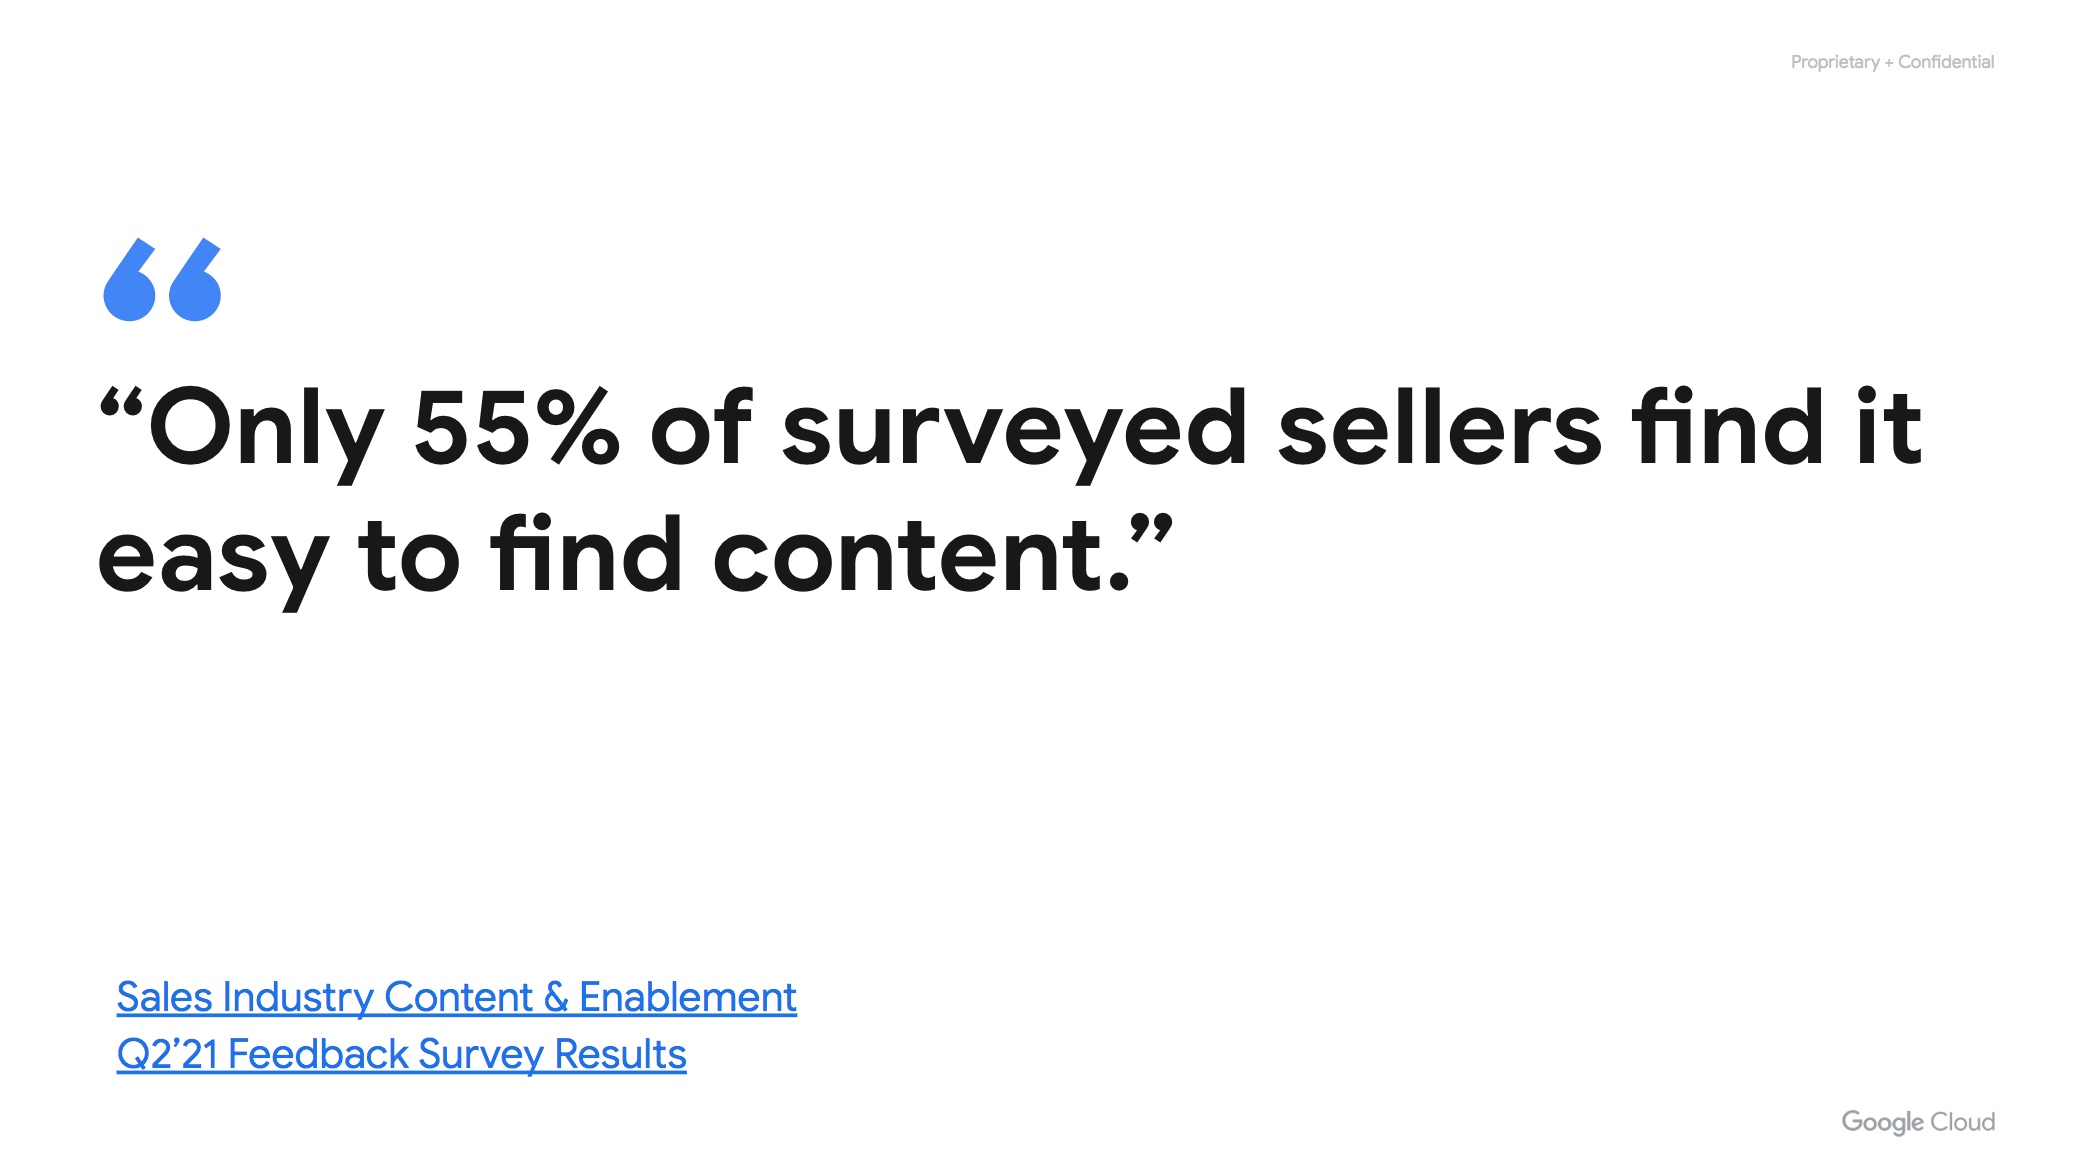 Proprietary + Confidential
“
“Only 55% of surveyed sellers find it
easy to find content.”
Sales Industry Content & Enablement
Q2’21 Feedback Survey Results
Google Cloud